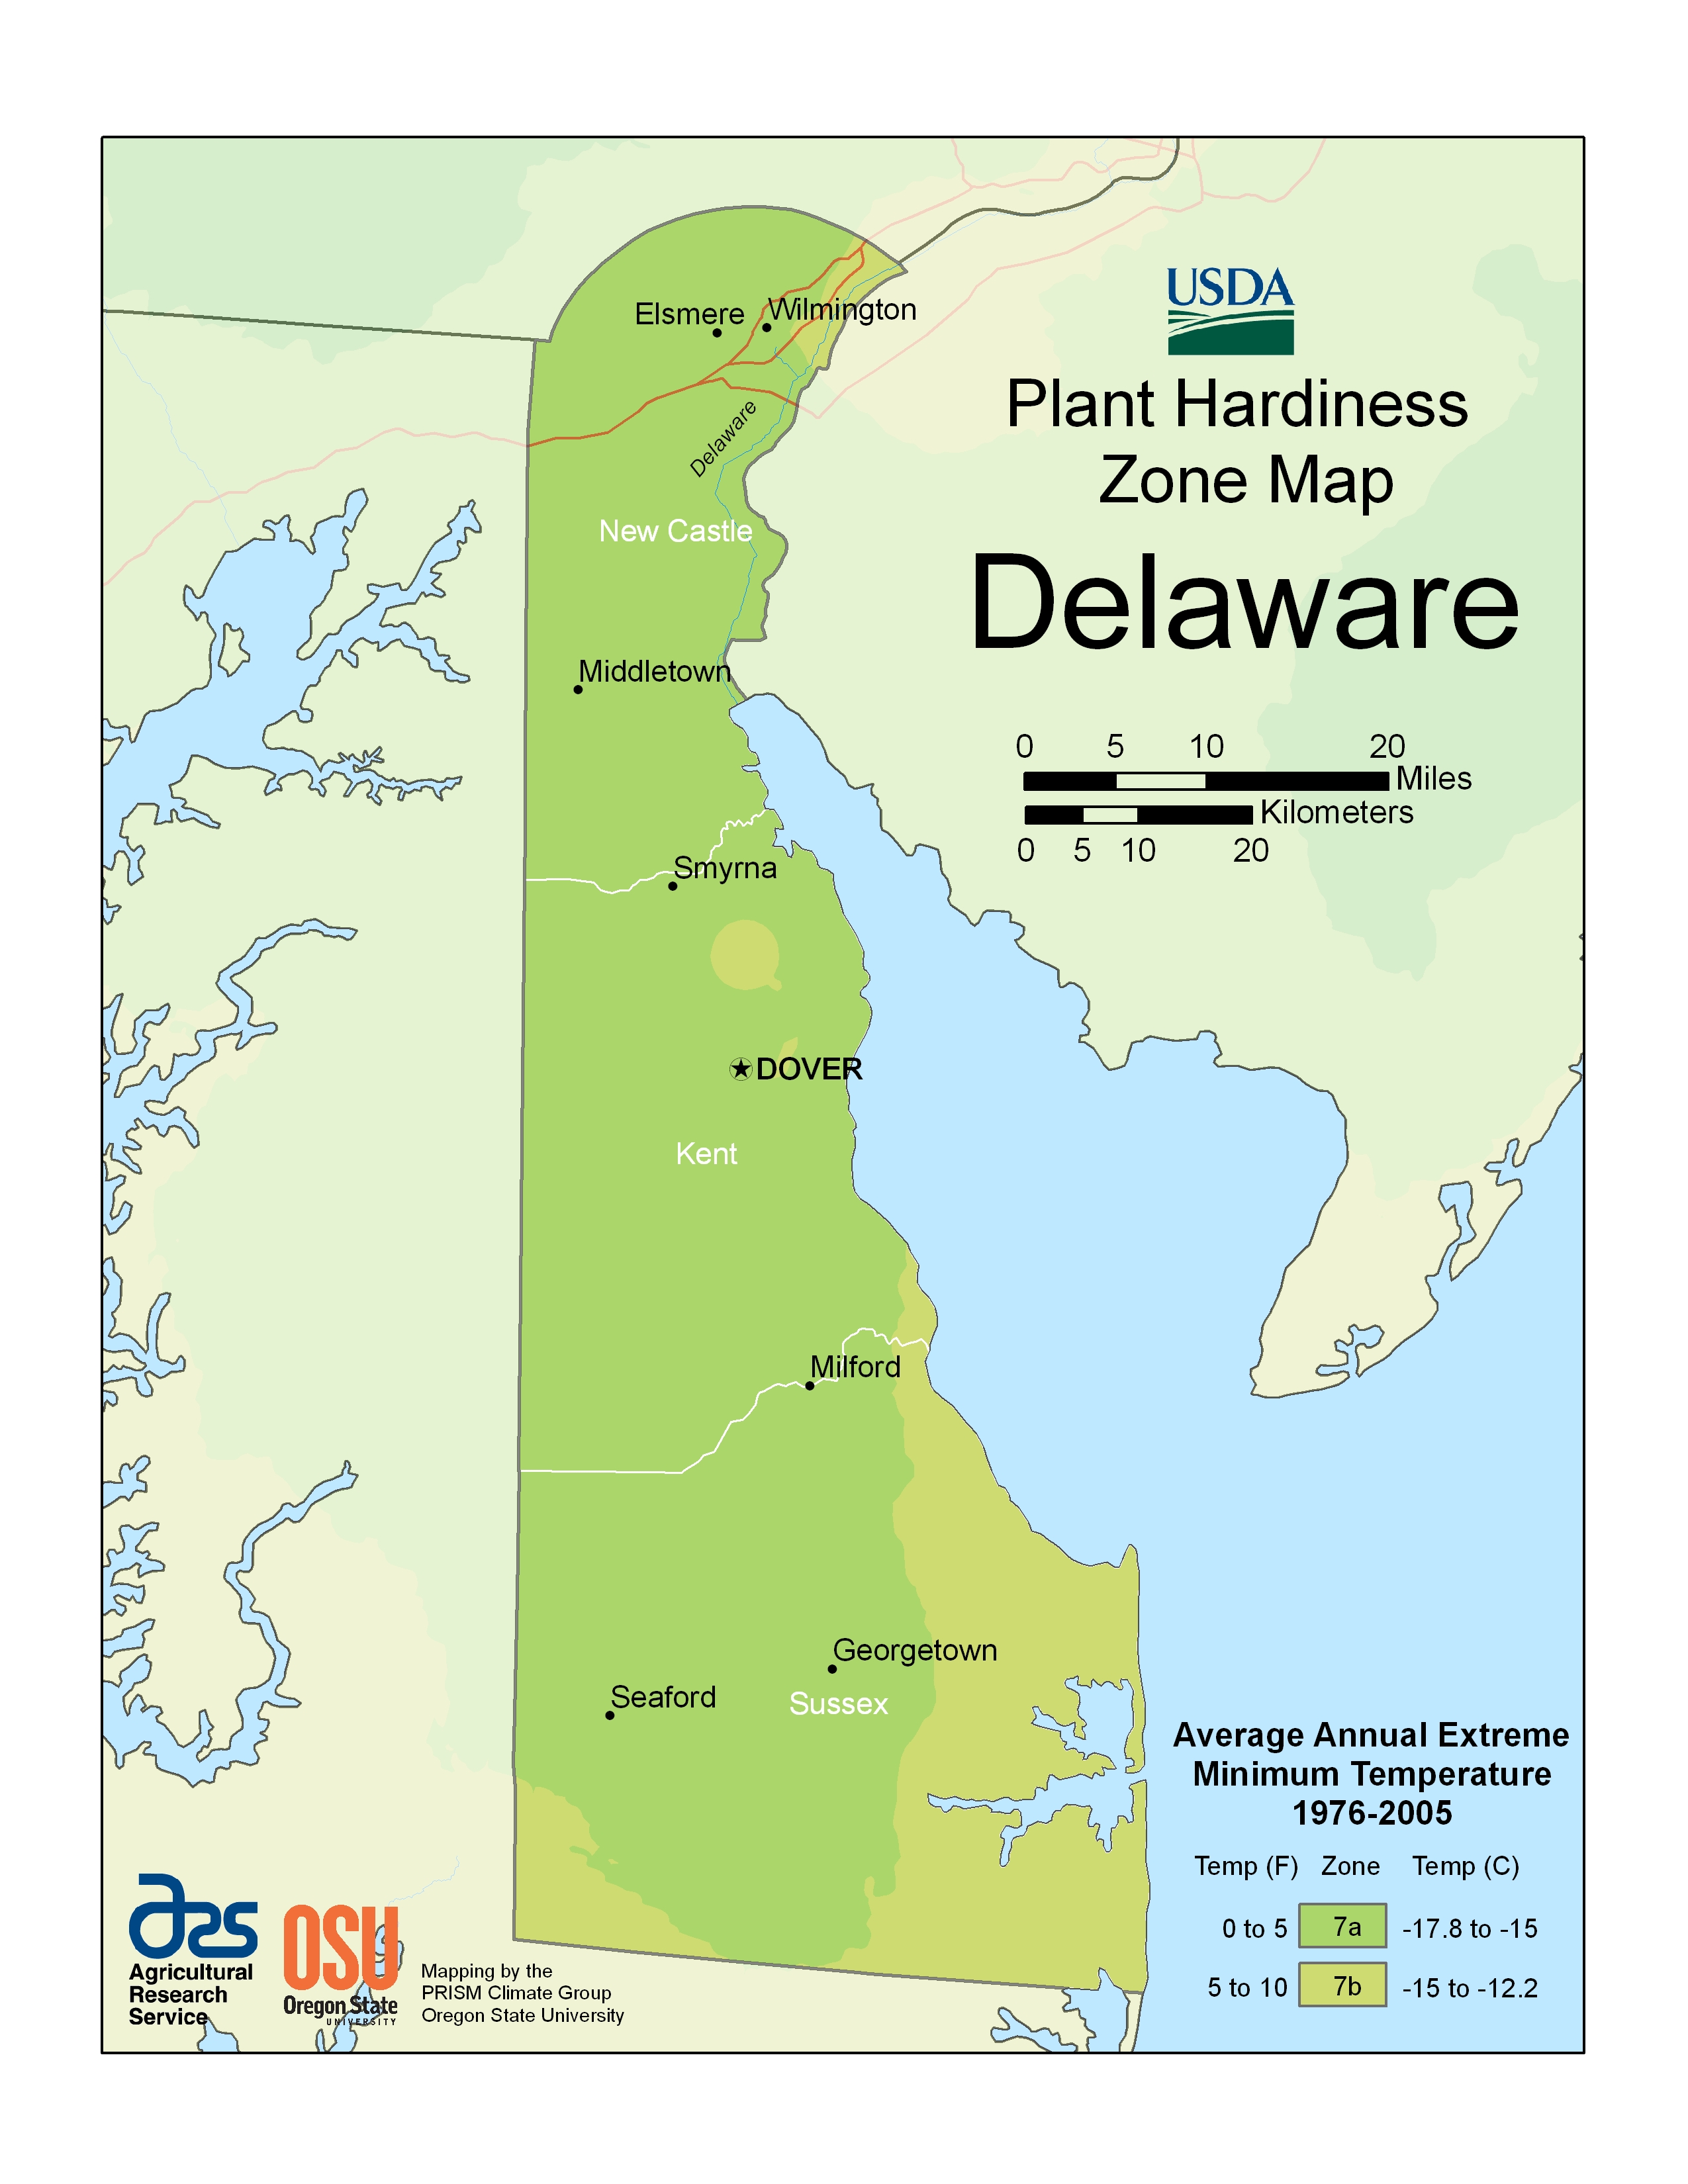 USDA
Plant Hardiness
Zone Map
Delaware
0 5 10 20
Miles
Kilometers
0 5 10 20
Elsmere
Wilmington
Delaware
New Castle
Middletown
Smyrna
DOVER
Kent
Milford
Georgetown
Seaford
Sussex
Average Annual Extreme
Minimum Temperature
1976-2005
Temp (F) Zone Temp (C)
0 to 5 7a -17.8 to -15
5 to 10 7b -15 to -12.2
ars
Agricultural
Research
Service
OSU
Oregon State
UNIVERSITY
Mapping by the
PRISM Climate Group
Oregon State University